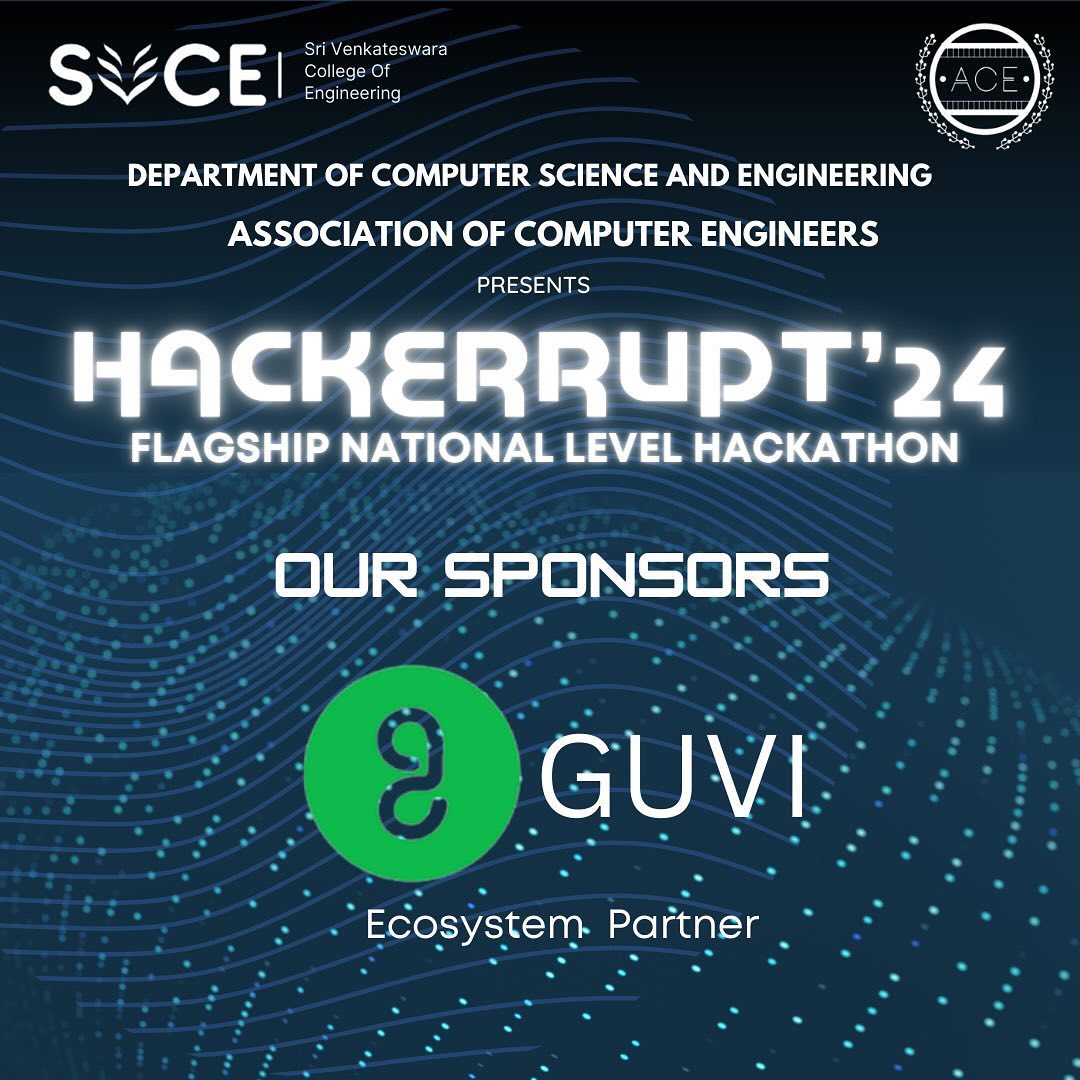 SVCE
Sri Venkateswara
College Of
Engineering
·ACE·
DEPARTMENT OF COMPUTER SCIENCE AND ENGINEERING
ASSOCIATION OF COMPUTER ENGINEERS
PRESENTS
HACKERRUPT'24
FLAGSHIP NATIONAL LEVEL HACKATHON
OUR SPONSORS
g GUVI
Ecosystem Partner